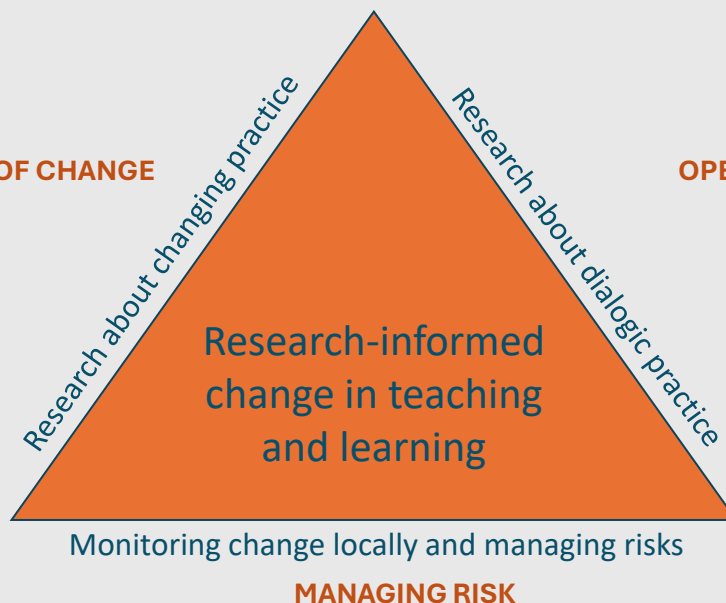 Research about changing practice
Research about dialogic practice
OF CHANGE
OPE
Research-informed
change in teaching
and learning
Monitoring change locally and managing risks
MANAGING RISK